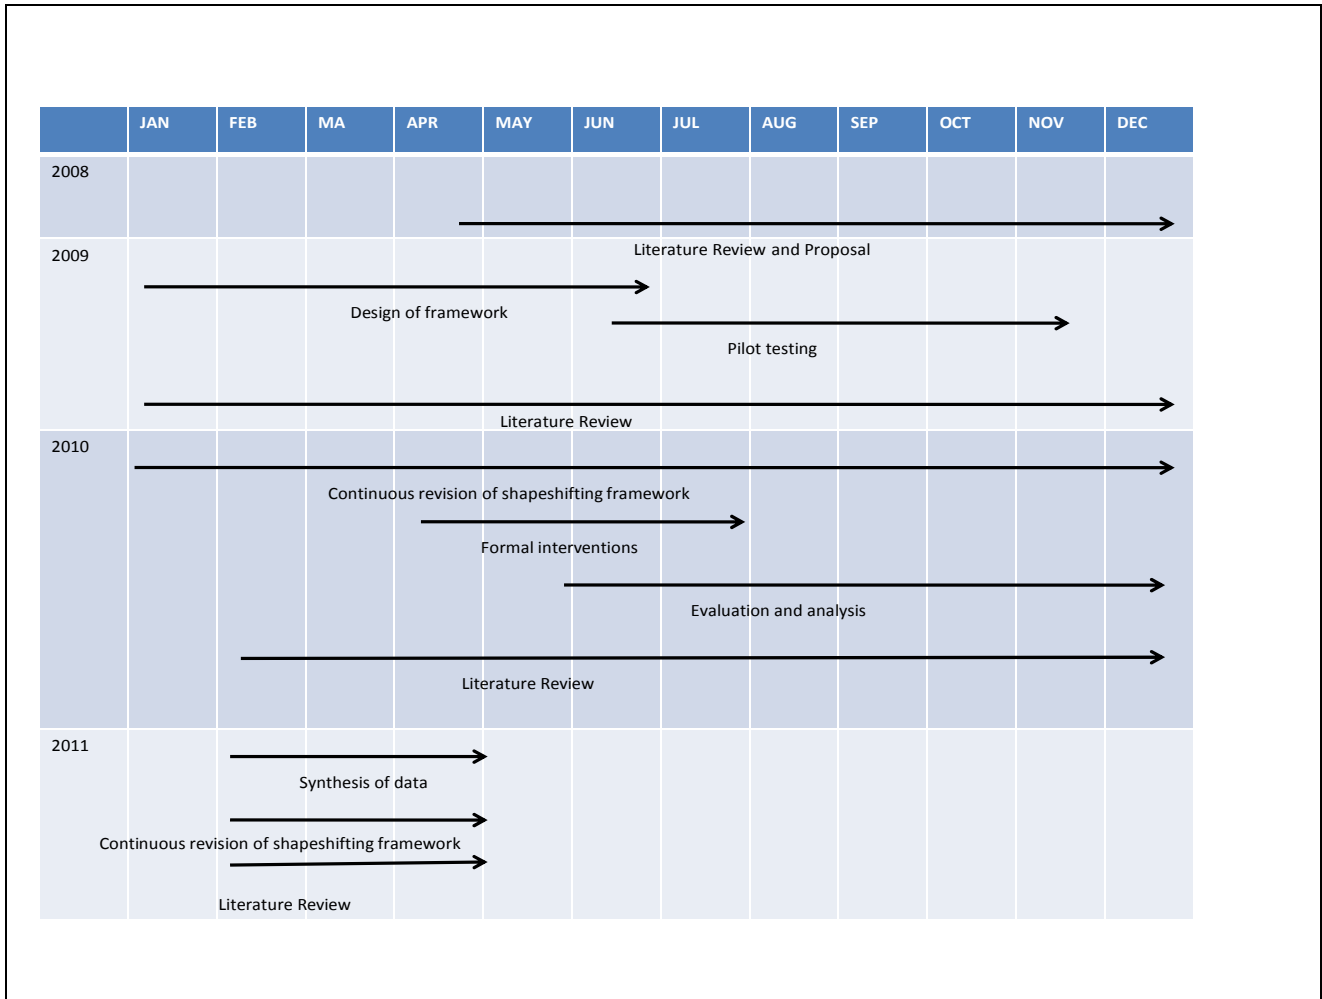 JAN FEB MA APR MAY JUN JUL AUG SEP OCT NOV DEC
2008
Literature Review and Proposal
2009
Design of framework
Pilot testing
Literature Review
2010
Continuous revision of shapeshifting framework
Formal interventions
Evaluation and analysis
Literature Review
2011
Synthesis of data
Continuous revision of shapeshifting framework
Literature Review